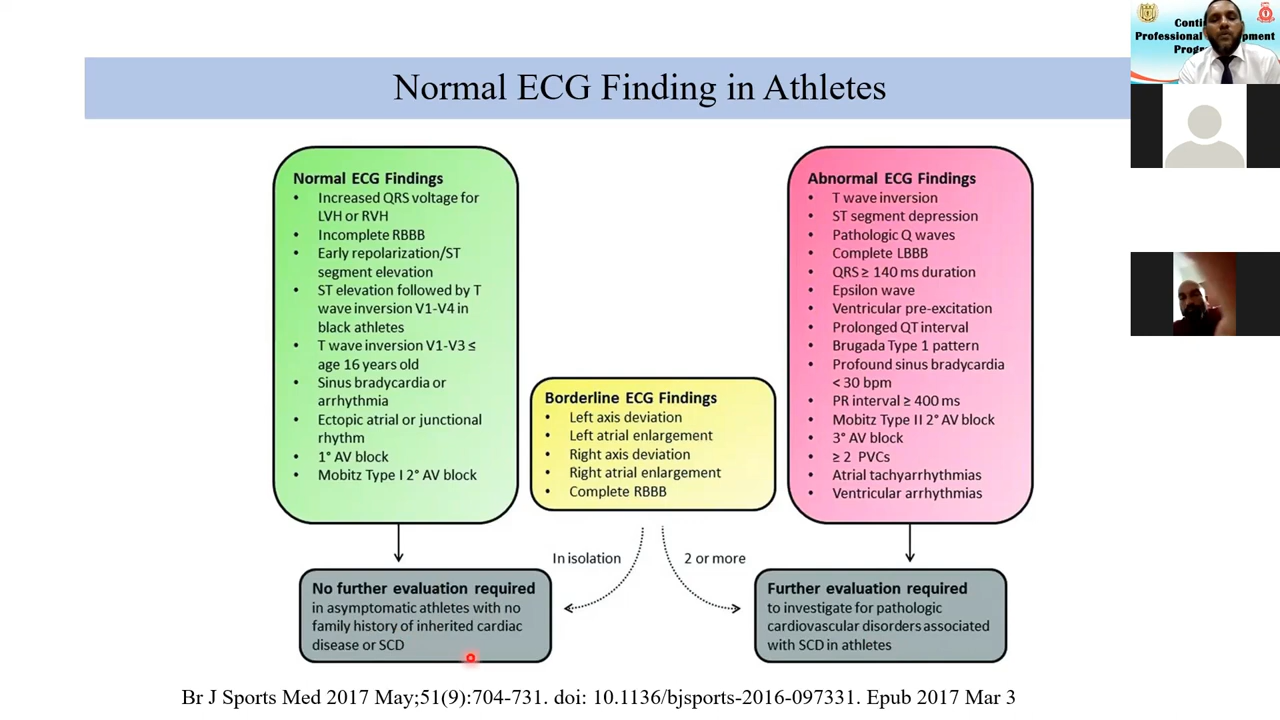 Normal ECG Finding in Athletes
Normal ECG Findings
• Increased QRS voltage for
LVH or RVH
• Incomplete RBBB
• Early repolarization/ST
segment elevation
• ST elevation followed by T
wave inversion V1-V4 in
black athletes
• T wave inversion V1-V3 ≤
age 16 years old
• Sinus bradycardia or
arrhythmia
• Ectopic atrial or junctional
rhythm
• 1° AV block
• Mobitz Type I 2° AV block
Borderline ECG Findings
• Left axis deviation
• Left atrial enlargement
• Right axis deviation
• Right atrial enlargement
• Complete RBBB
Abnormal ECG Findings
• T wave inversion
• ST segment depression
• Pathologic Q waves
• Complete LBBB
• QRS ≥ 140 ms duration
• Epsilon wave
• Ventricular pre-excitation
• Prolonged QT interval
• Brugada Type 1 pattern
• Profound sinus bradycardia
< 30 bpm
• PR interval ≥ 400 ms
• Mobitz Type II 2° AV block
• 3° AV block
• ≥ 2 PVCs
• Atrial tachyarrhythmias
• Ventricular arrhythmias
In isolation
2 or more
No further evaluation required
in asymptomatic athletes with no
family history of inherited cardiac
disease or SCD
Further evaluation required
to investigate for pathologic
cardiovascular disorders associated
with SCD in athletes
Br J Sports Med 2017 May;51(9):704-731. doi: 10.1136/bjsports-2016-097331. Epub 2017 Mar 3
Professional